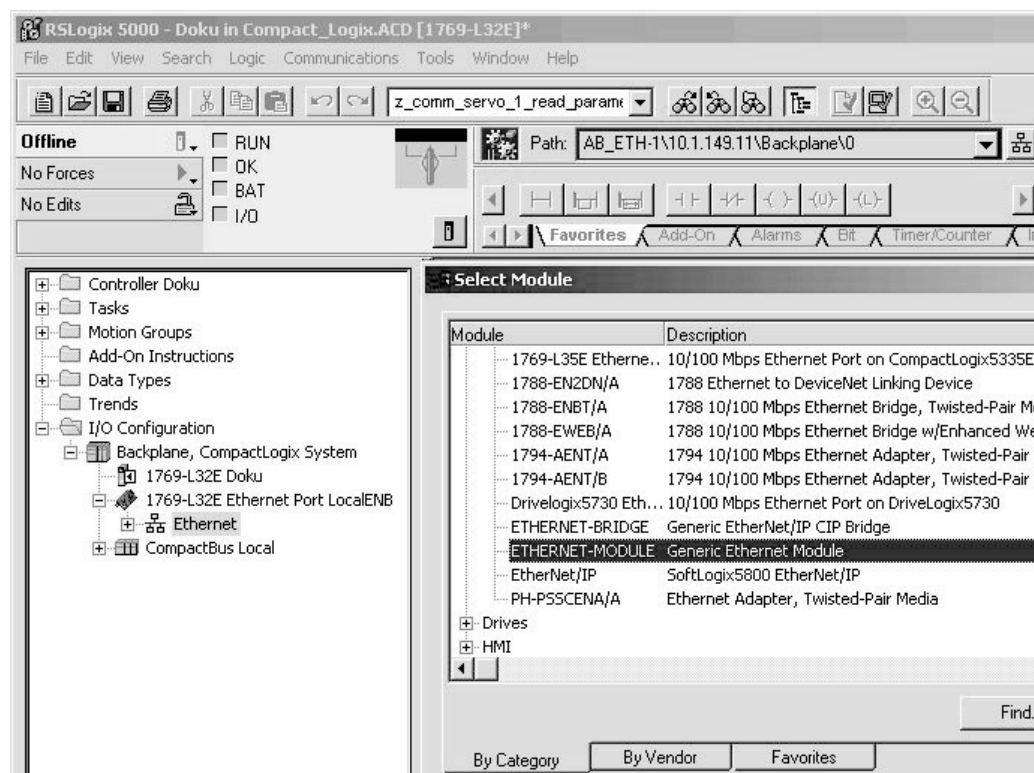 RSLogix 5000 - Doku in Compact_Logix.ACD [1769-L32E]*
File Edit View Search Logic Communications Tools Window Help
z_comm_servo_1_read_parame
Offline
RUN
No Forces
OK
No Edits
BAT
I/O
Path: AB_ETH-1\10.1.149.11\Backplane\0
-(U)- -(L)-
Favorites Add-On Alarms Bit Timer/Counter
Controller Doku
Tasks
Motion Groups
Add-On Instructions
Data Types
Trends
I/O Configuration
Backplane, CompactLogix System
1769-L32E Doku
1769-L32E Ethernet Port LocalENB
Ethernet
CompactBus Local
Select Module
Module Description
1769-L35E Etherne... 10/100 Mbps Ethernet Port on CompactLogix5335E
1788-EN2DN/A 1788 Ethernet to DeviceNet Linking Device
1788-ENBT/A 1788 10/100 Mbps Ethernet Bridge, Twisted-Pair M
1788-EWEB/A 1788 10/100 Mbps Ethernet Bridge w/Enhanced We
1794-AENT/A 1794 10/100 Mbps Ethernet Adapter, Twisted-Pair
1794-AENT/B 1794 10/100 Mbps Ethernet Adapter, Twisted-Pair
Drivelogix5730 Eth... 10/100 Mbps Ethernet Port on DriveLogix5730
ETHERNET-BRIDGE Generic EtherNet/IP CIP Bridge
ETHERNET-MODULE Generic Ethernet Module
EtherNet/IP SoftLogix5800 EtherNet/IP
PH-PSSCENA/A Ethernet Adapter, Twisted-Pair Media
Drives
HMI
Find.
By Category By Vendor Favorites